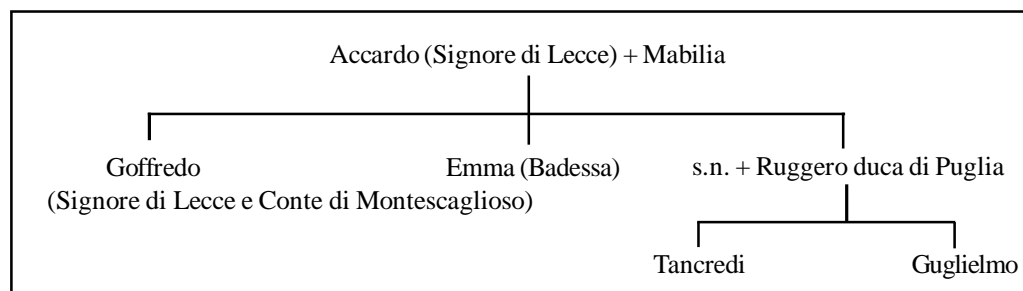 Accardo (Signore di Lecce) + Mabilia
Goffredo
(Signore di Lecce e Conte di Montescaglioso)
Emma (Badessa)
s.n. + Ruggero duca di Puglia
Tancredi
Guglielmo